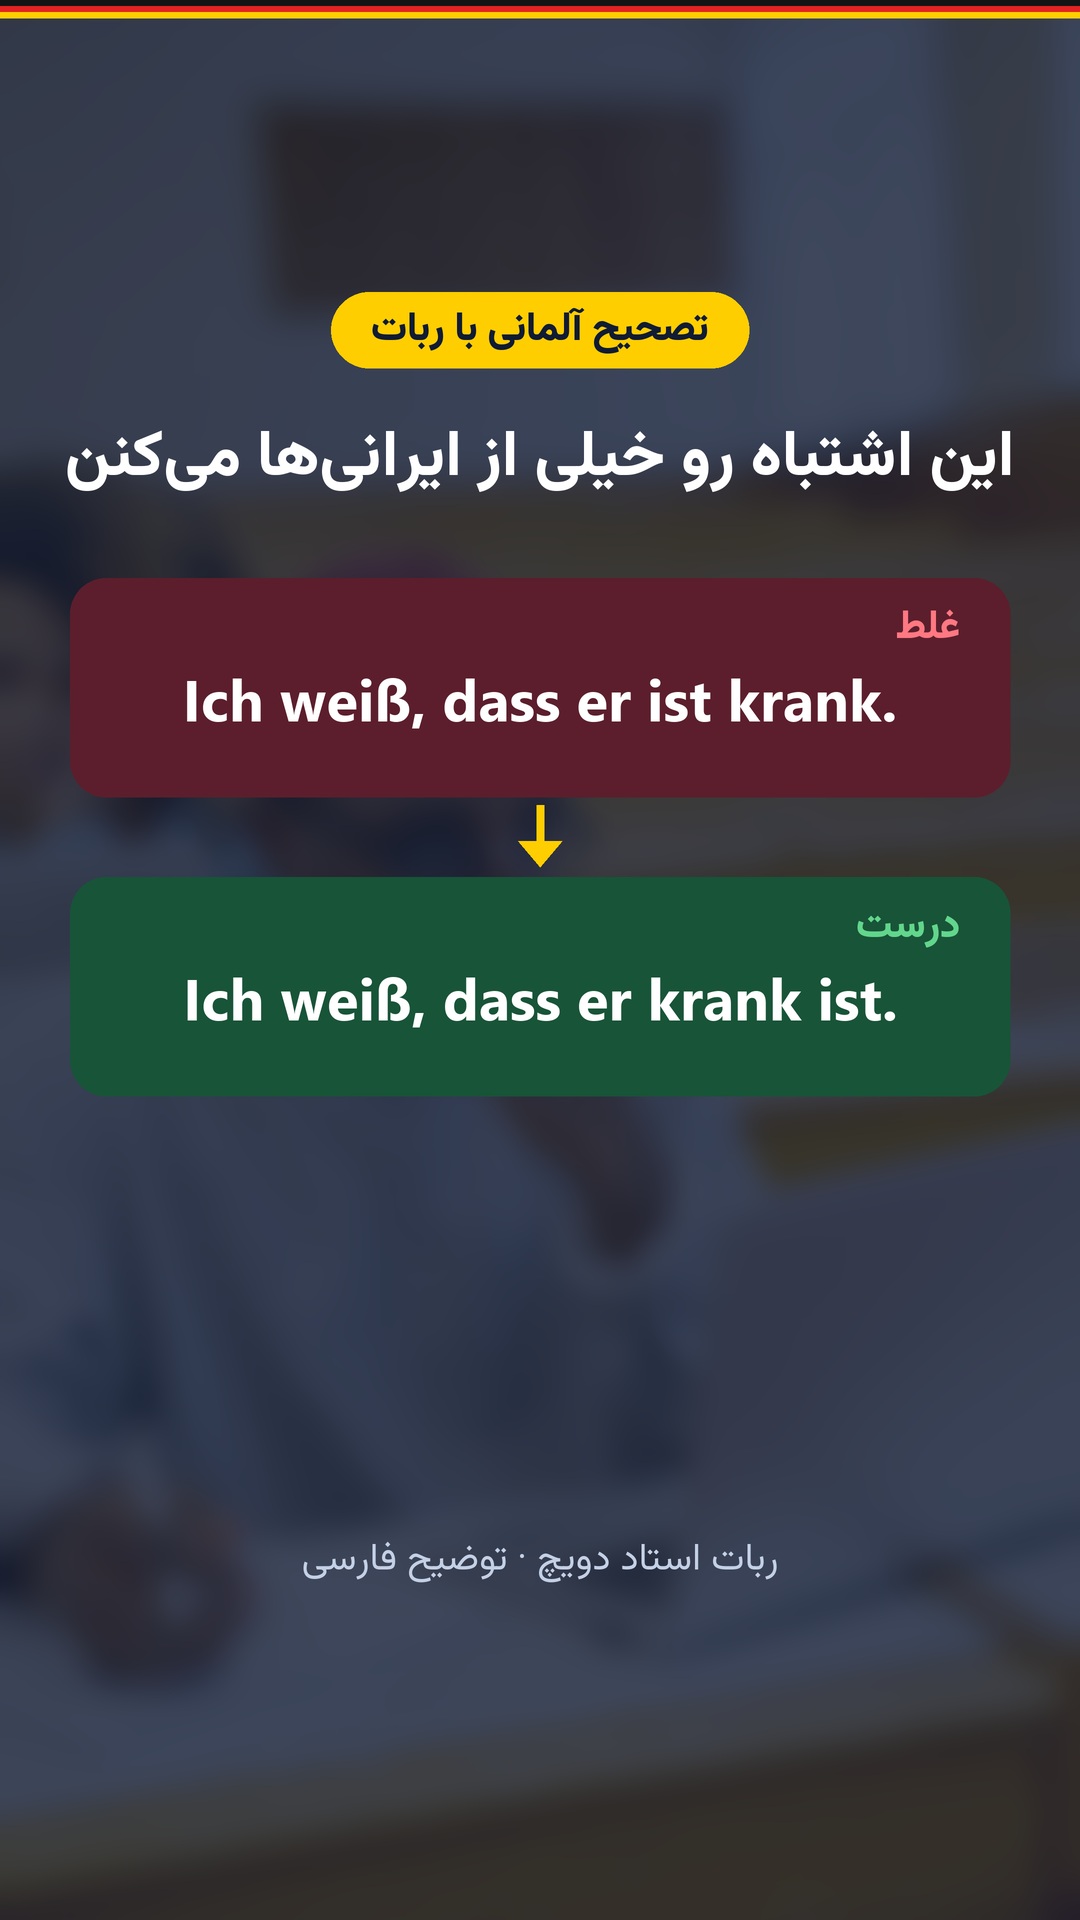 تصحیح آلمانی با ربات
این اشتباه رو خیلی از ایرانی‌ها می‌کنن
غلط
Ich weiß, dass er ist krank.
درست
Ich weiß, dass er krank ist.
ربات استاد دویچ · توضیح فارسی